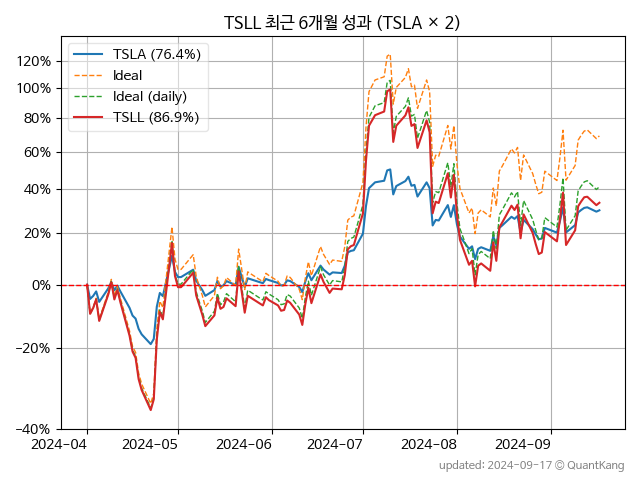 TSLL 최근 6개월 성과 (TSLA × 2)
TSLA (76.4%)
Ideal
Ideal (daily)
TSLL (86.9%)
120%
100%
80%
60%
40%
20%
0%
−20%
−40%
2024-04 2024-05 2024-06 2024-07 2024-08 2024-09
updated: 2024-09-17 © QuantKang